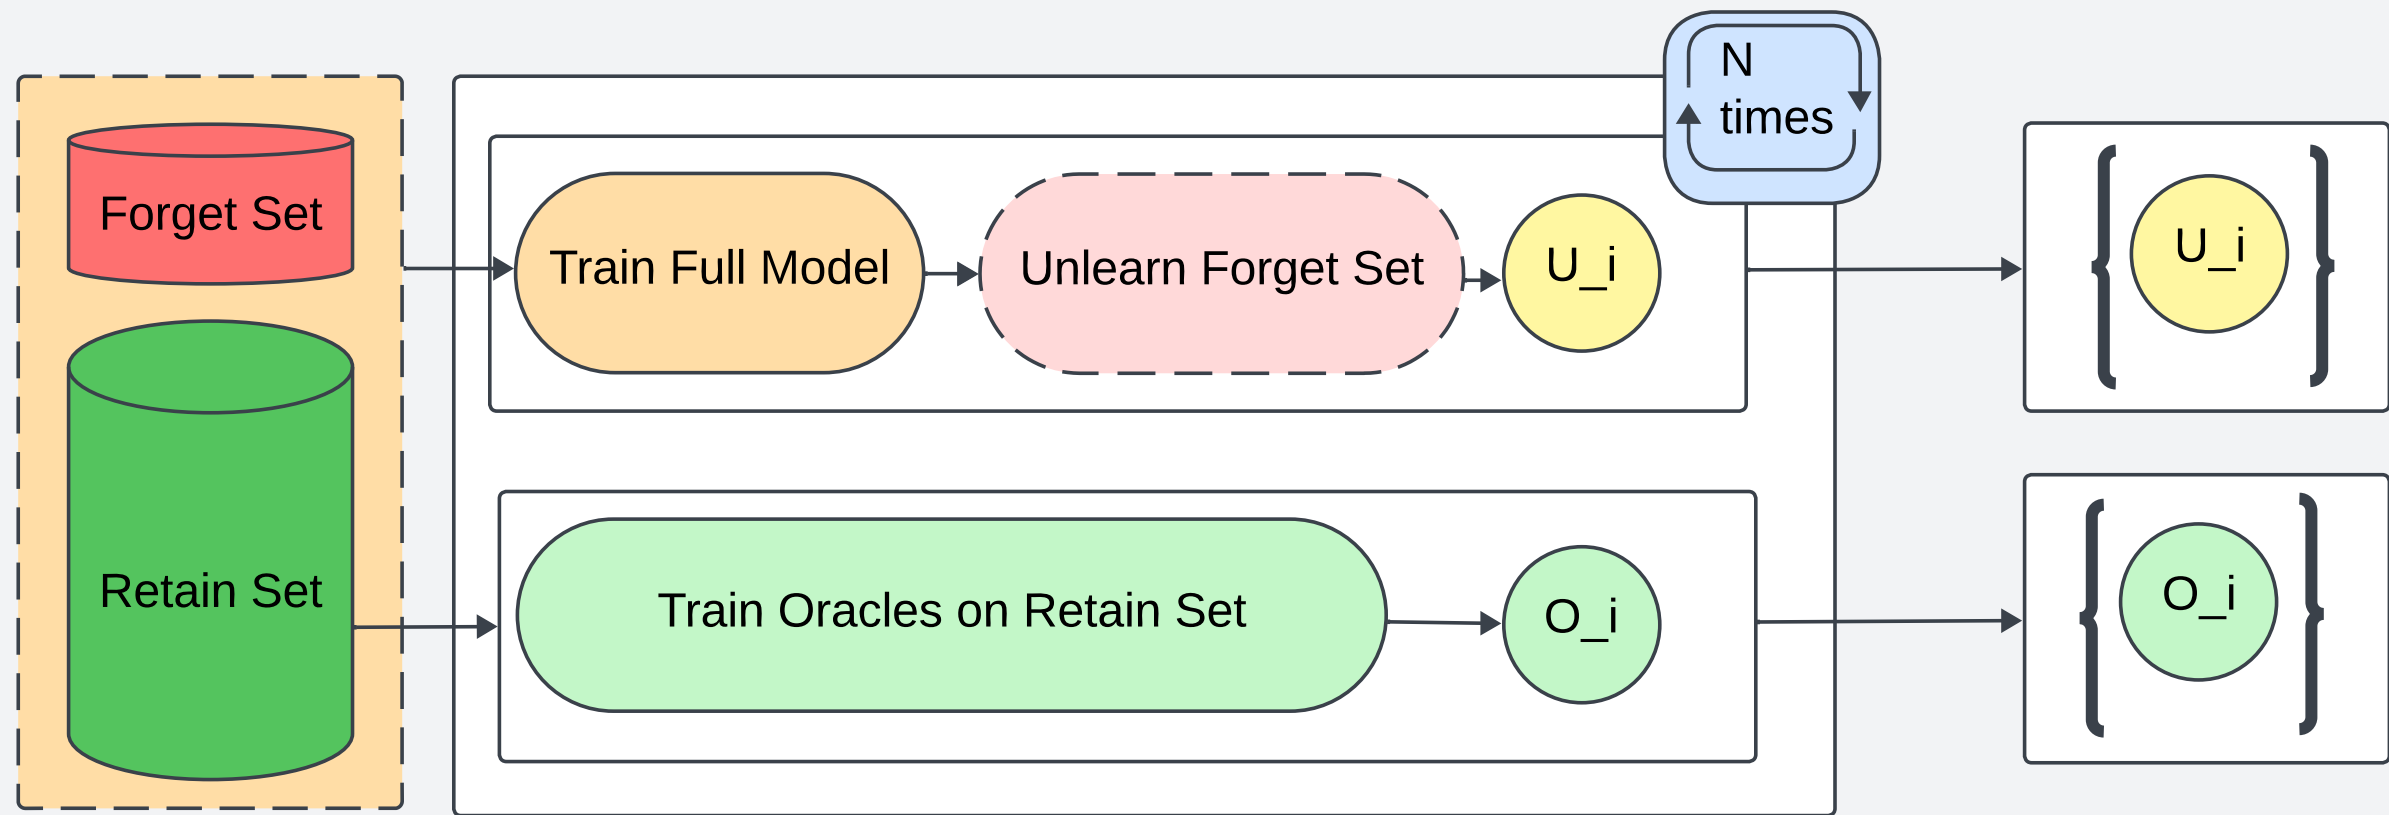 N
times
Forget Set
Train Full Model
Unlearn Forget Set
U_i
{
U_i
}
Retain Set
Train Oracles on Retain Set
O_i
{
O_i
}